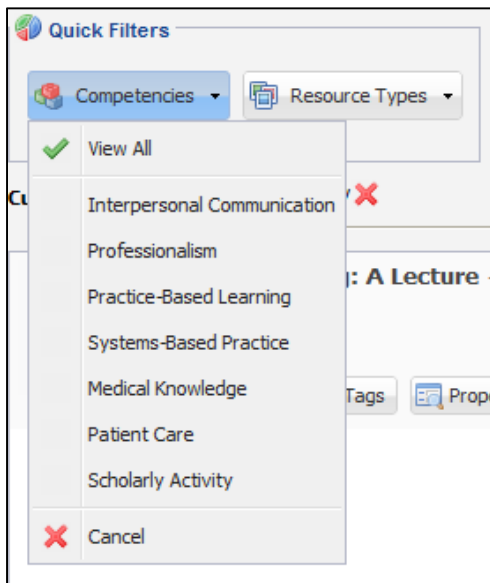 Quick Filters
Competencies
Resource Types
View All
Cu
Interpersonal Communication
Professionalism
: A Lecture
Practice-Based Learning
Systems-Based Practice
Medical Knowledge
Tags
Prop
Patient Care
Scholarly Activity
Cancel